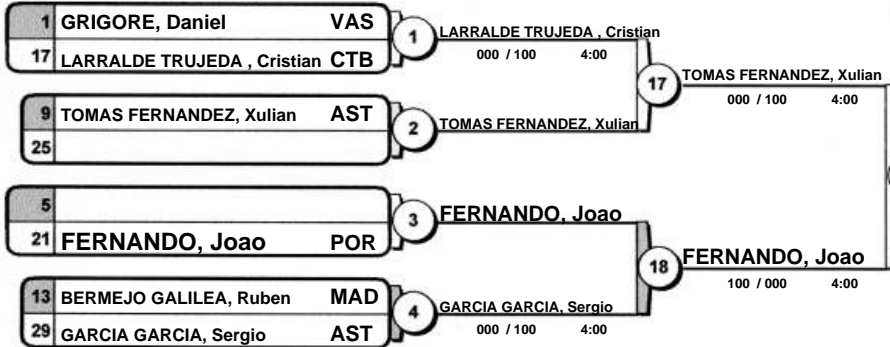 1 GRIGORE, Daniel VAS
17 LARRALDE TRUJEDA , Cristian CTB
1
LARRALDE TRUJEDA , Cristian
000 / 100 4:00
9 TOMAS FERNANDEZ, Xulian AST
25
2
TOMAS FERNANDEZ, Xulian
17
TOMAS FERNANDEZ, Xulian
000 / 100 4:00
5
21 FERNANDO, Joao POR
3
FERNANDO, Joao
13 BERMEJO GALILEA, Ruben MAD
29 GARCIA GARCIA, Sergio AST
4
GARCIA GARCIA, Sergio
000 / 100 4:00
18
FERNANDO, Joao
100 / 000 4:00